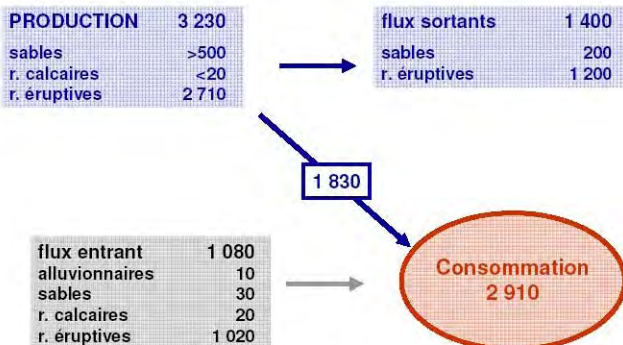 PRODUCTION 3 230
sables >500
r. calcaires <20
r. éruptives 2 710
flux sortants 1 400
sables 200
r. éruptives 1 200
1 830
flux entrant 1 080
alluvionnaires 10
sables 30
r. calcaires 20
r. éruptives 1 020
Consommation
2 910